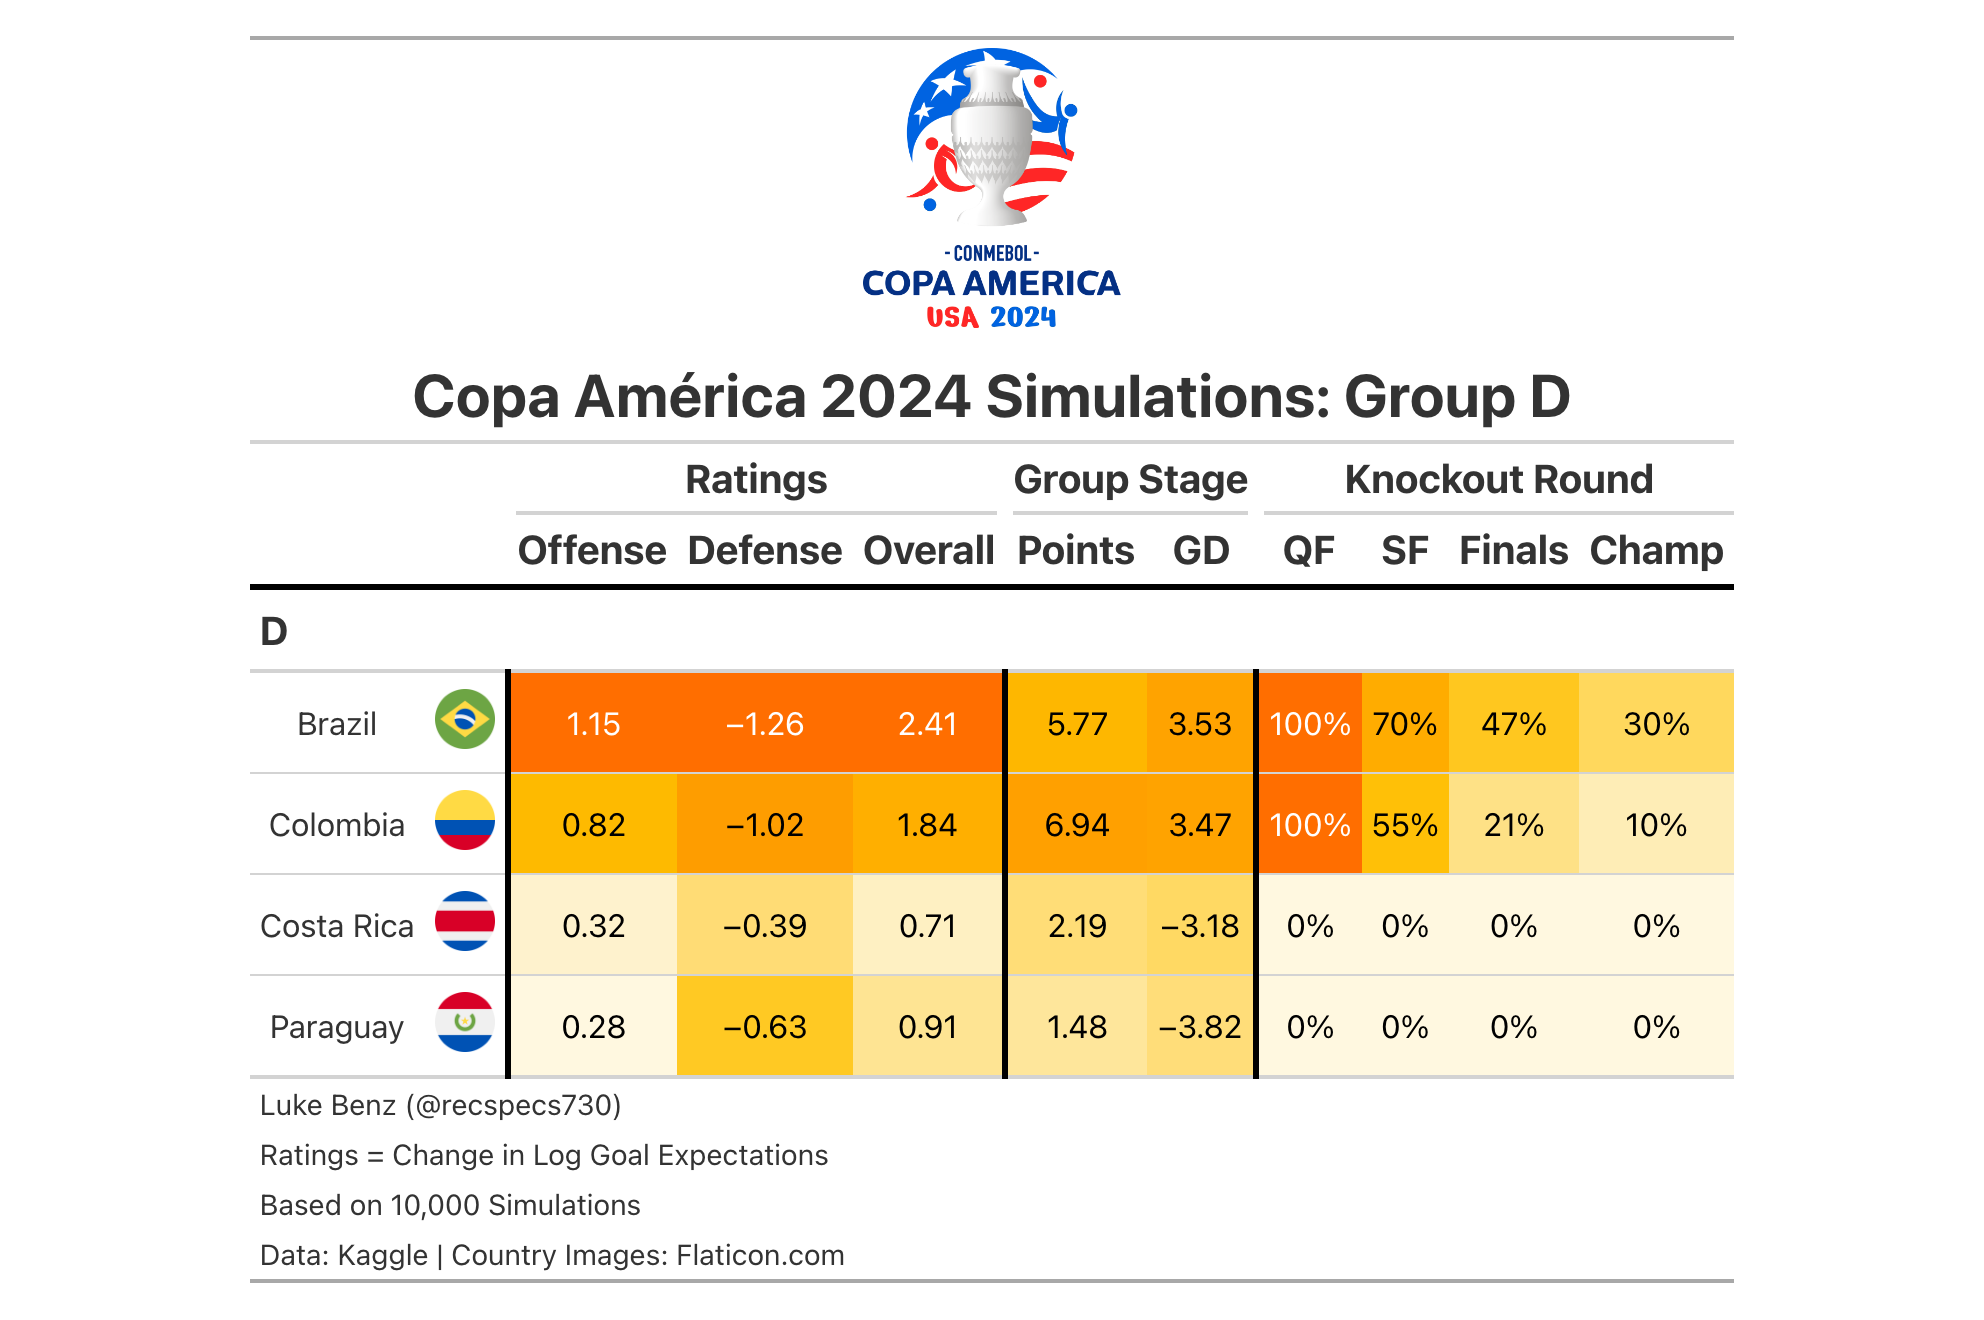 - CONMEBOL -
COPA AMERICA
USA 2024
Copa América 2024 Simulations: Group D
Ratings Group Stage Knockout Round
Offense Defense Overall Points GD QF SF Finals Champ
D
Brazil 1.15 −1.26 2.41 5.77 3.53 100% 70% 47% 30%
Colombia 0.82 −1.02 1.84 6.94 3.47 100% 55% 21% 10%
Costa Rica 0.32 −0.39 0.71 2.19 −3.18 0% 0% 0% 0%
Paraguay 0.28 −0.63 0.91 1.48 −3.82 0% 0% 0% 0%
Luke Benz (@recspecs730)
Ratings = Change in Log Goal Expectations
Based on 10,000 Simulations
Data: Kaggle | Country Images: Flaticon.com